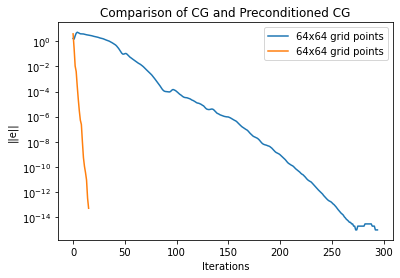 Comparison of CG and Preconditioned CG
64x64 grid points
64x64 grid points
||e||
10^0
10^-2
10^-4
10^-6
10^-8
10^-10
10^-12
10^-14
0 50 100 150 200 250 300
Iterations